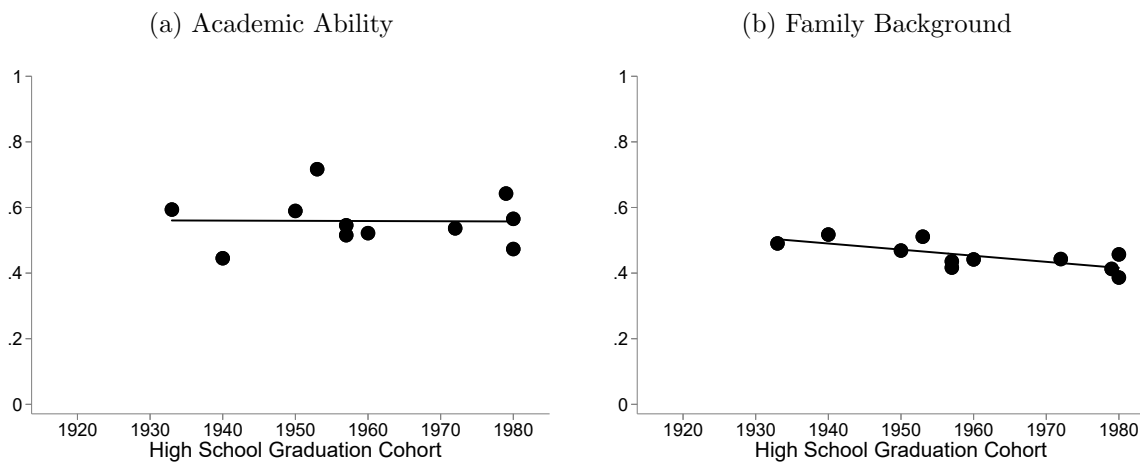 (a) Academic Ability
1
.8
.6
.4
.2
0
1920 1930 1940 1950 1960 1970 1980
High School Graduation Cohort
(b) Family Background
1
.8
.6
.4
.2
0
1920 1930 1940 1950 1960 1970 1980
High School Graduation Cohort